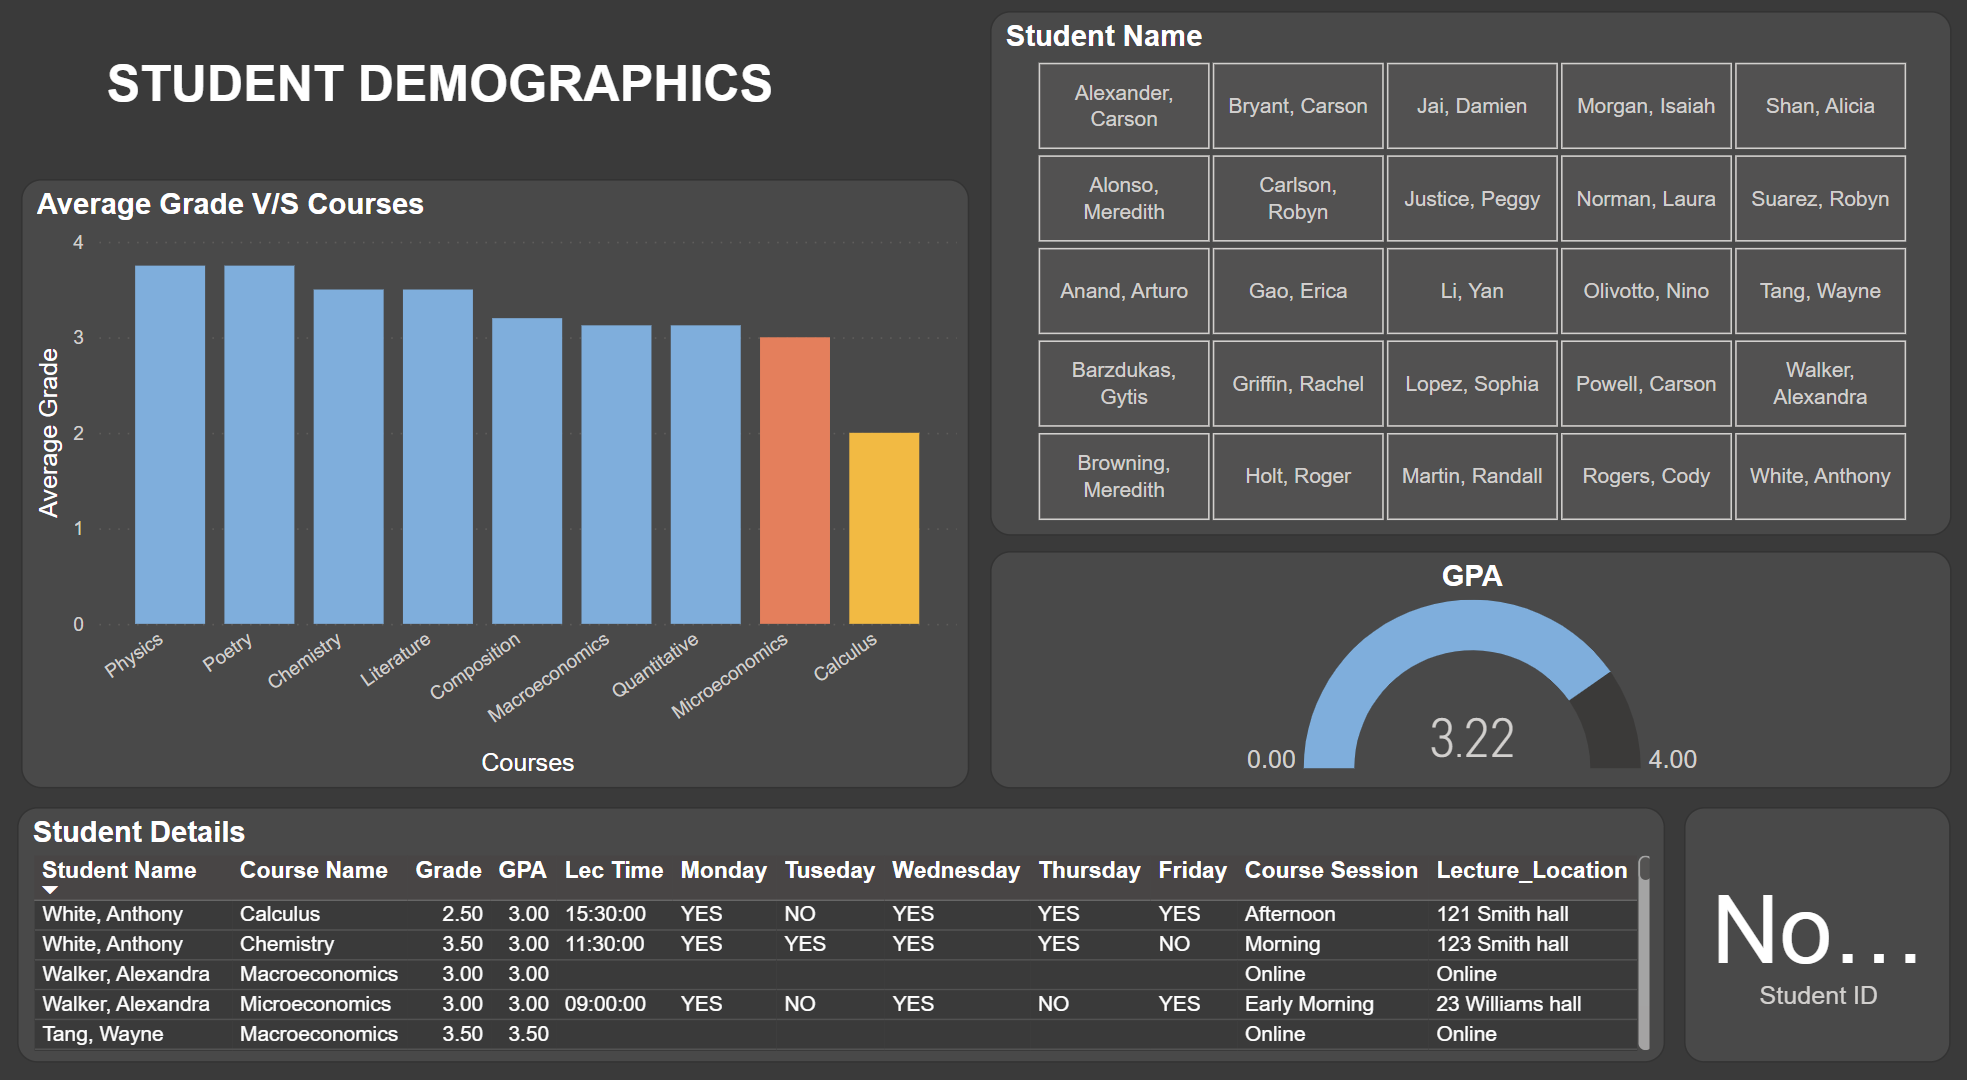 STUDENT DEMOGRAPHICS
Student Name
Alexander, Carson
Bryant, Carson
Jai, Damien
Morgan, Isaiah
Shan, Alicia
Alonso, Meredith
Carlson, Robyn
Justice, Peggy
Norman, Laura
Suarez, Robyn
Anand, Arturo
Gao, Erica
Li, Yan
Olivotto, Nino
Tang, Wayne
Barzdukas, Gytis
Griffin, Rachel
Lopez, Sophia
Powell, Carson
Walker, Alexandra
Browning, Meredith
Holt, Roger
Martin, Randall
Rogers, Cody
White, Anthony
Average Grade V/S Courses
Average Grade
4
3
2
1
0
Physics
Poetry
Chemistry
Literature
Composition
Macroeconomics
Quantitative
Microeconomics
Calculus
Courses
GPA
3.22
0.00
4.00
Student Details
Student Name Course Name Grade GPA Lec Time Monday Tuseday Wednesday Thursday Friday Course Session Lecture_Location
White, Anthony Calculus 2.50 3.00 15:30:00 YES NO YES YES YES Afternoon 121 Smith hall
White, Anthony Chemistry 3.50 3.00 11:30:00 YES YES YES YES NO Morning 123 Smith hall
Walker, Alexandra Macroeconomics 3.00 3.00 Online Online
Walker, Alexandra Microeconomics 3.00 3.00 09:00:00 YES NO YES NO YES Early Morning 23 Williams hall
Tang, Wayne Macroeconomics 3.50 3.50 Online Online
No...
Student ID